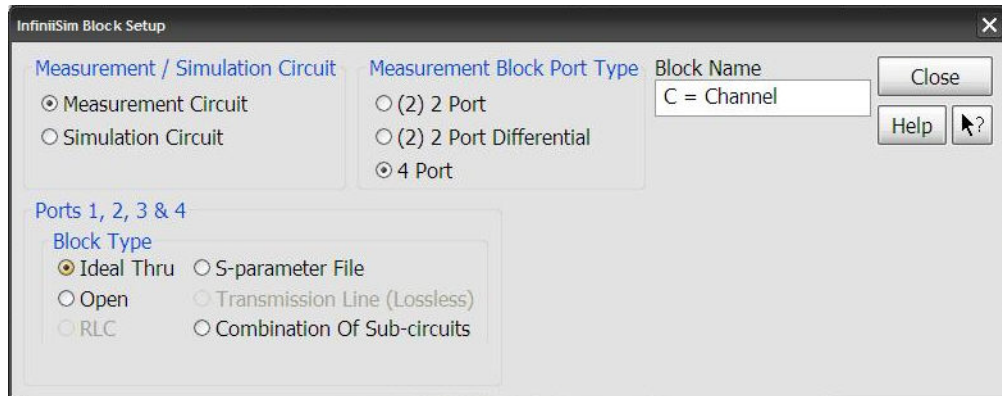 InfiniiSim Block Setup
Measurement / Simulation Circuit
Measurement Circuit
Simulation Circuit
Measurement Block Port Type
(2) 2 Port
(2) 2 Port Differential
4 Port
Block Name
C = Channel
Close
Help
?
Ports 1, 2, 3 & 4
Block Type
Ideal Thru
S-parameter File
Open
Transmission Line (Lossless)
RLC
Combination Of Sub-circuits